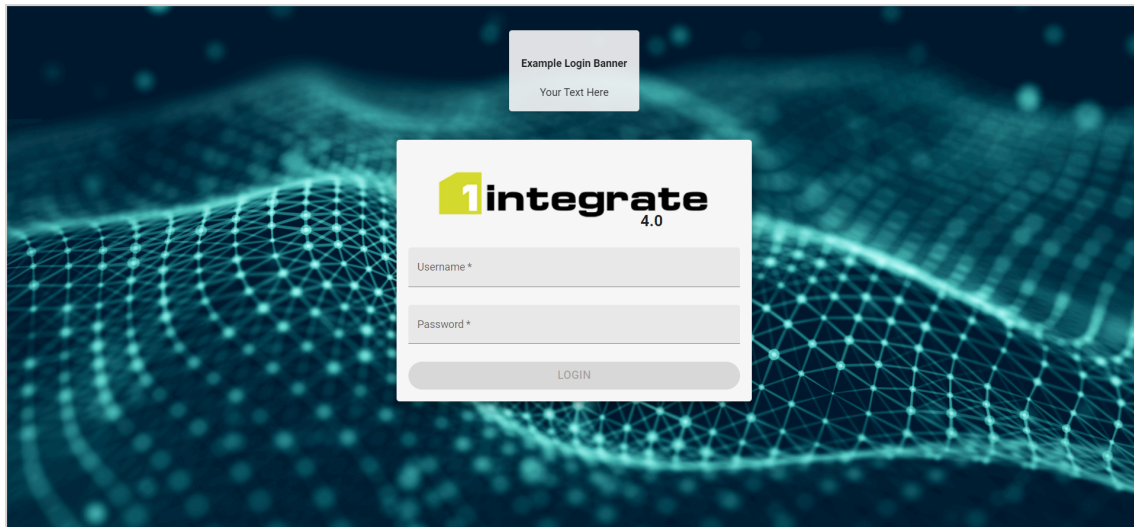 Example Login Banner
Your Text Here
1integrate
4.0
Username *
Password *
LOGIN